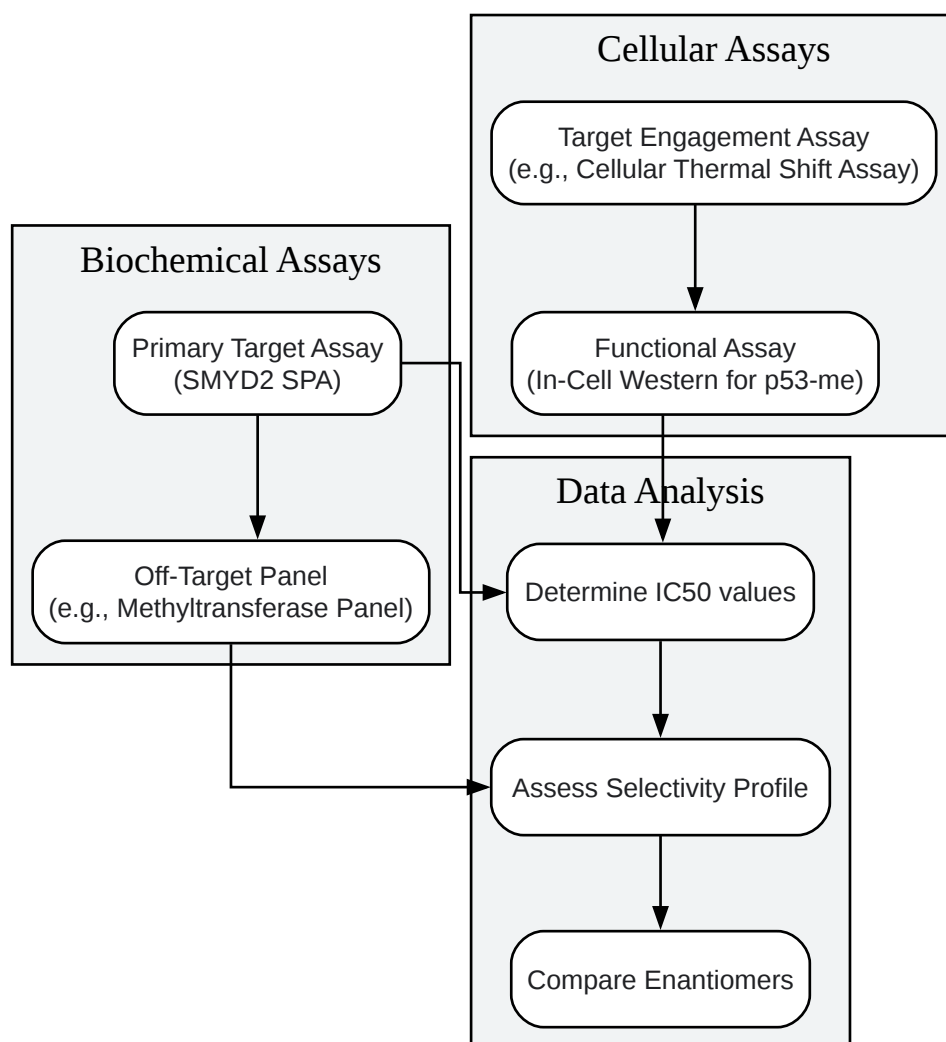 Cellular Assays
Target Engagement Assay
(e.g., Cellular Thermal Shift Assay)
Functional Assay
(In-Cell Western for p53-me)
Biochemical Assays
Primary Target Assay
(SMYD2 SPA)
Off-Target Panel
(e.g., Methyltransferase Panel)
Data Analysis
Determine IC50 values
Assess Selectivity Profile
Compare Enantiomers